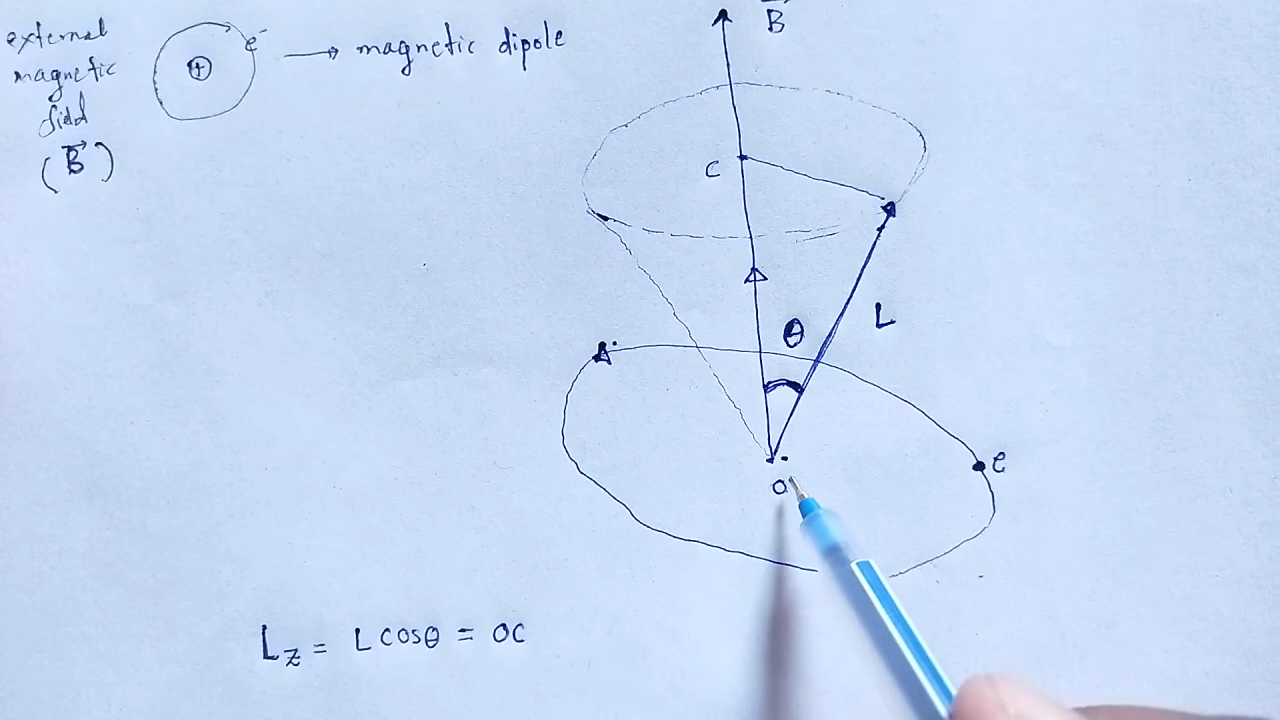 external
magnetic
field
(B⃗)
+
e⁻ → magnetic dipole
B⃗
C
L
θ
A
e
O
L_z = L cosθ = OC